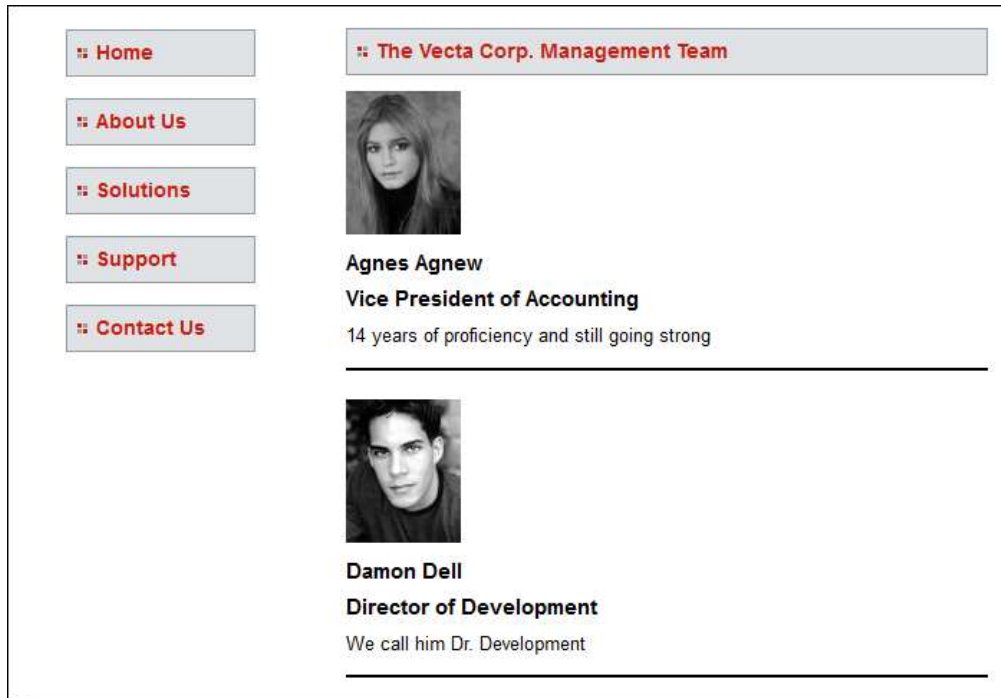 Home
About Us
Solutions
Support
Contact Us
The Vecta Corp. Management Team
Agnes Agnew
Vice President of Accounting
14 years of proficiency and still going strong
Damon Dell
Director of Development
We call him Dr. Development